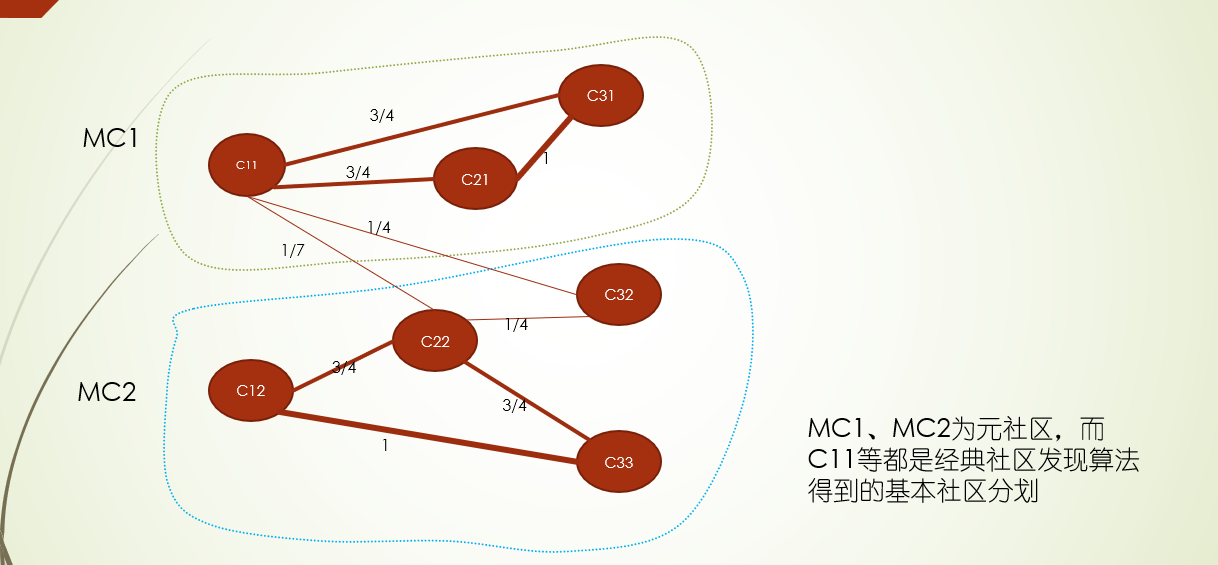 C31
3/4
MC1
C11
3/4
C21
1
1/4
1/7
C32
1/4
C22
3/4
MC2
C12
3/4
1
C33
MC1、MC2为元社区，而
C11等都是经典社区发现算法
得到的基本社区分划